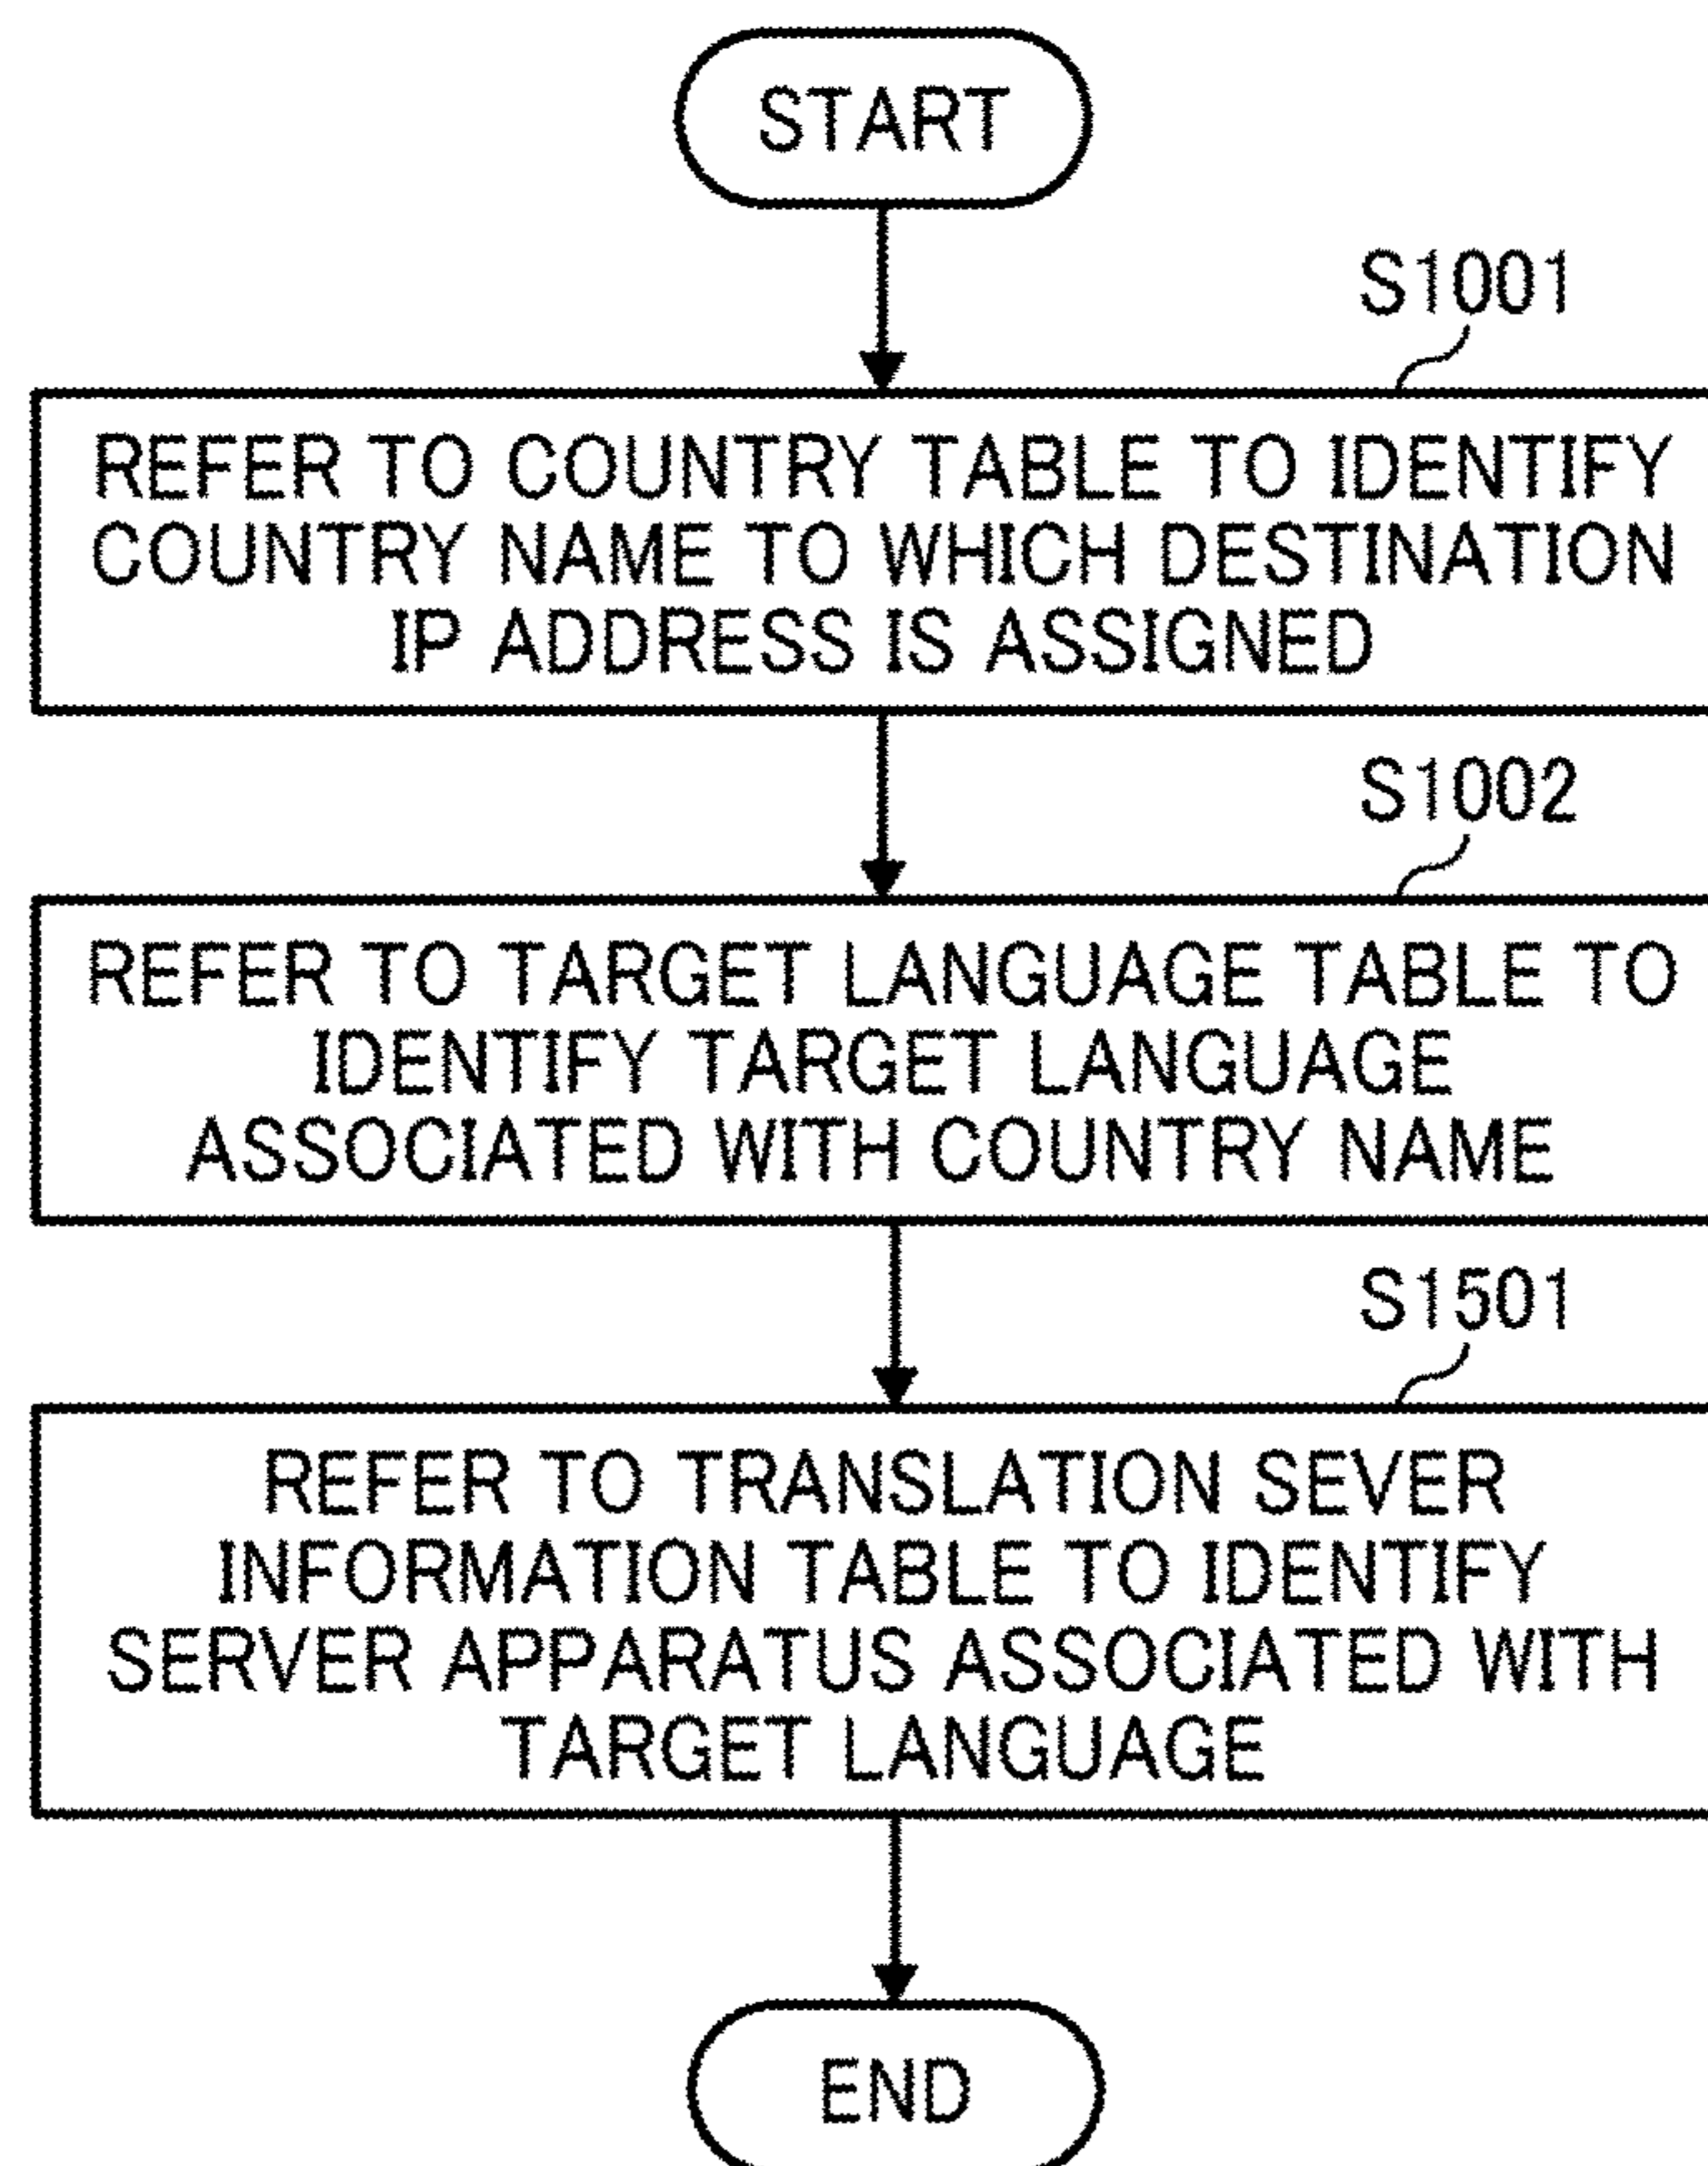 START
S1001
REFER TO COUNTRY TABLE TO IDENTIFY
COUNTRY NAME TO WHICH DESTINATION
IP ADDRESS IS ASSIGNED
S1002
REFER TO TARGET LANGUAGE TABLE TO
IDENTIFY TARGET LANGUAGE
ASSOCIATED WITH COUNTRY NAME
S1501
REFER TO TRANSLATION SEVER
INFORMATION TABLE TO IDENTIFY
SERVER APPARATUS ASSOCIATED WITH
TARGET LANGUAGE
END